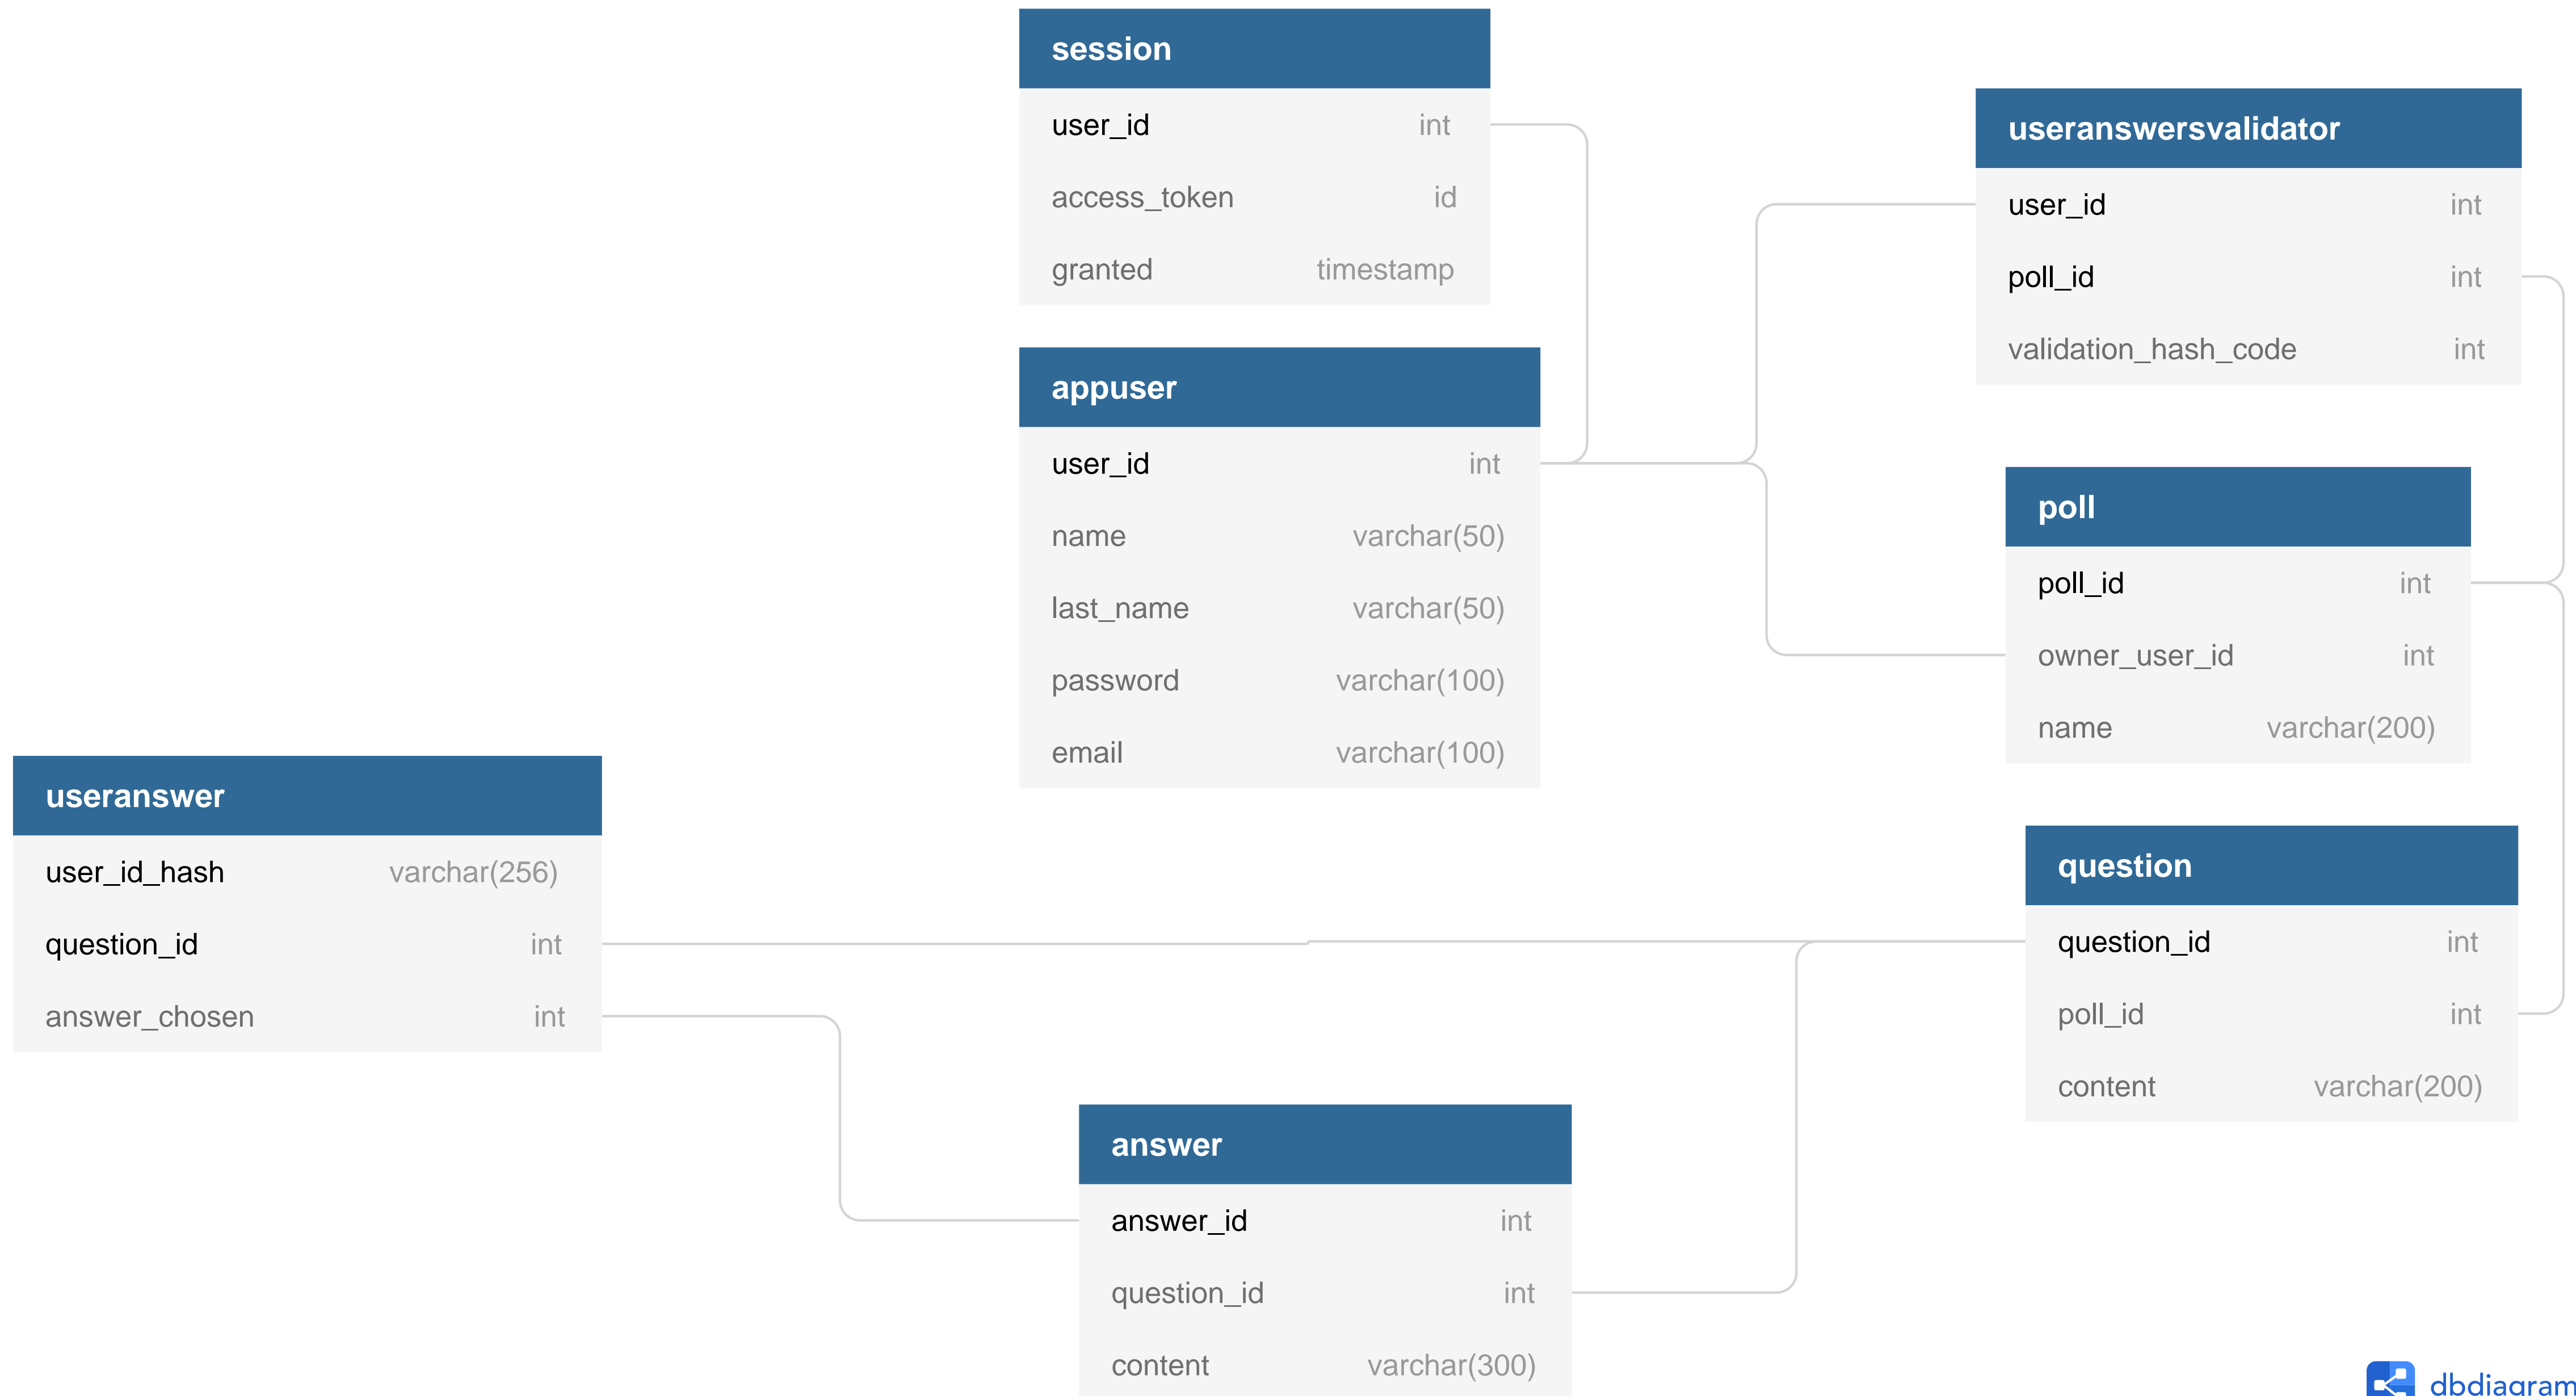 session
user_id int
access_token id
granted timestamp
useranswersvalidator
user_id int
poll_id int
validation_hash_code int
appuser
user_id int
name varchar(50)
last_name varchar(50)
password varchar(100)
email varchar(100)
poll
poll_id int
owner_user_id int
name varchar(200)
useranswer
user_id_hash varchar(256)
question_id int
answer_chosen int
question
question_id int
poll_id int
content varchar(200)
answer
answer_id int
question_id int
content varchar(300)
dbdiagram